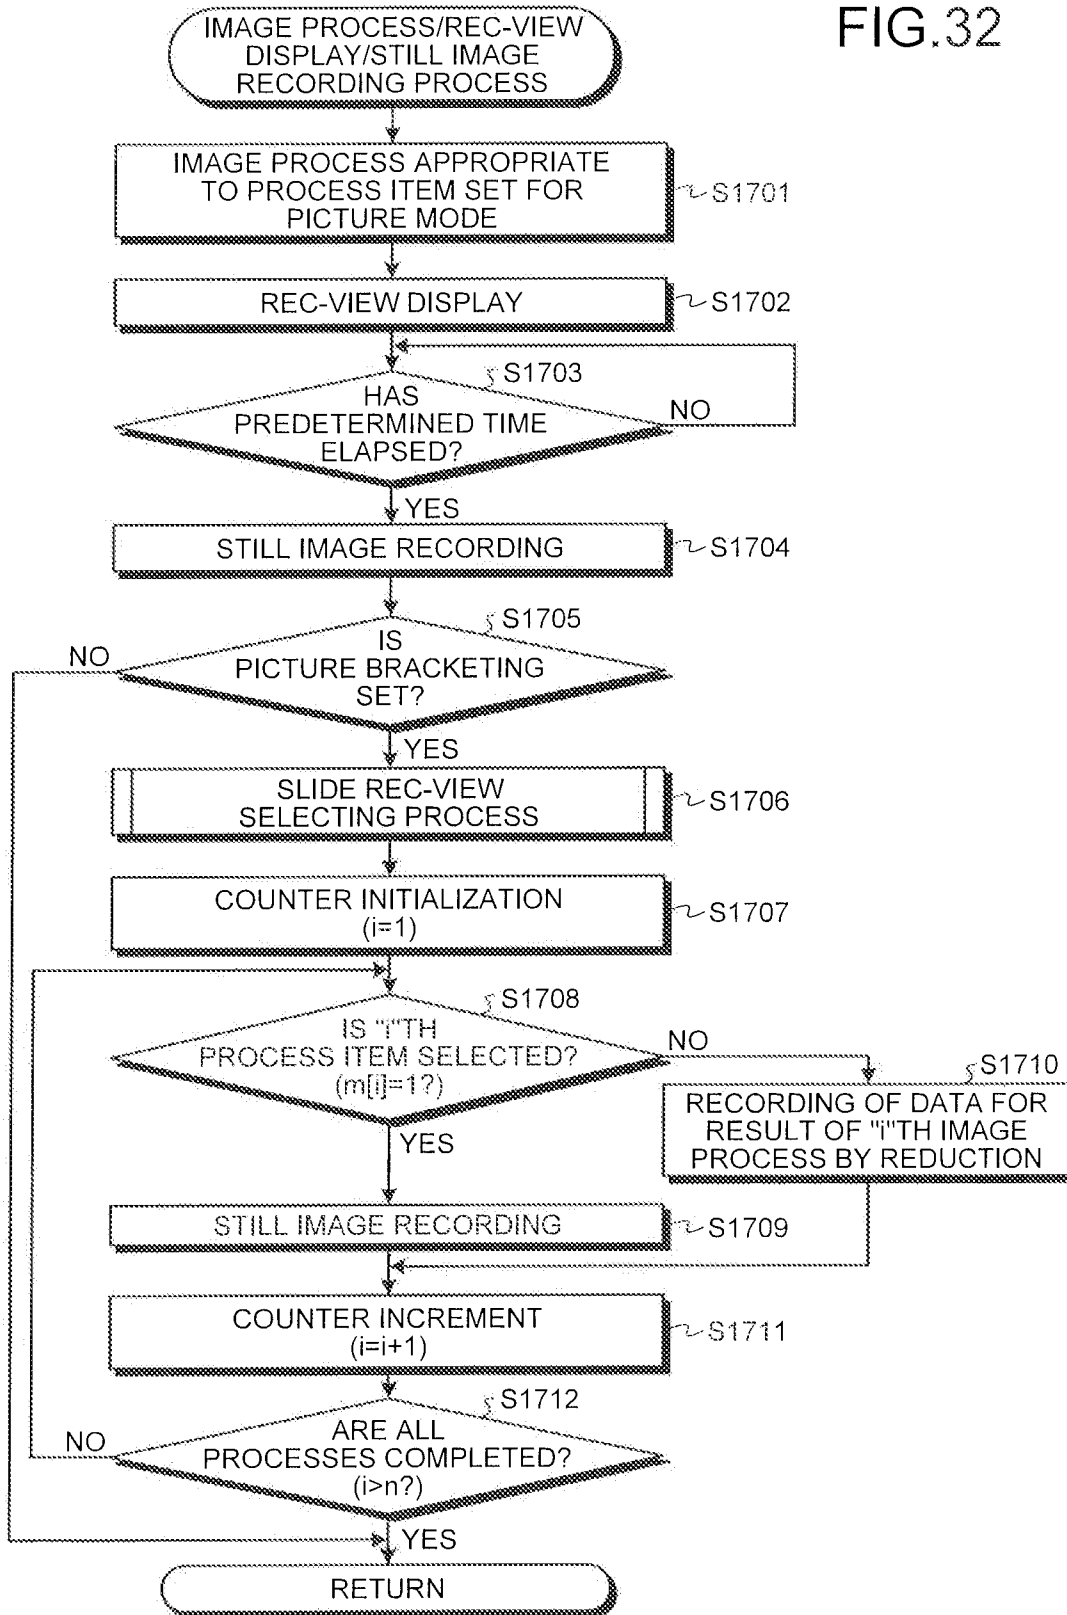 FIG.32
IMAGE PROCESS/REC-VIEW
DISPLAY/STILL IMAGE
RECORDING PROCESS
IMAGE PROCESS APPROPRIATE
TO PROCESS ITEM SET FOR
PICTURE MODE
S1701
REC-VIEW DISPLAY
S1702
S1703
HAS
PREDETERMINED TIME
ELAPSED?
NO
YES
STILL IMAGE RECORDING
S1704
S1705
IS
PICTURE BRACKETING
SET?
NO
YES
SLIDE REC-VIEW
SELECTING PROCESS
S1706
COUNTER INITIALIZATION
(i=1)
S1707
S1708
IS "i"TH
PROCESS ITEM SELECTED?
(m[i]=1?)
NO
YES
S1710
RECORDING OF DATA FOR
RESULT OF "i"TH IMAGE
PROCESS BY REDUCTION
STILL IMAGE RECORDING
S1709
COUNTER INCREMENT
(i=i+1)
S1711
S1712
ARE ALL
PROCESSES COMPLETED?
(i>n?)
NO
YES
RETURN